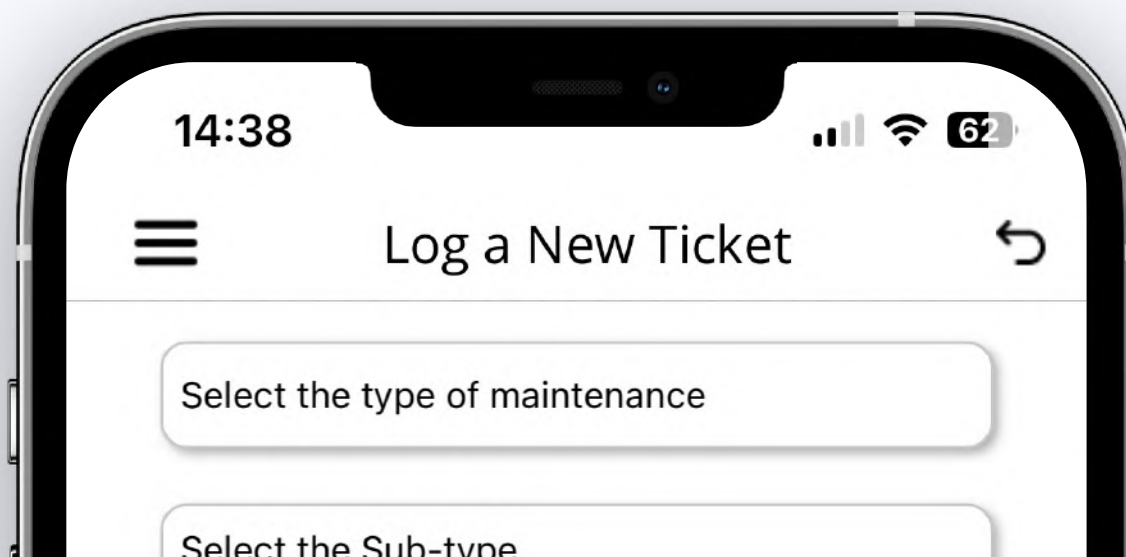 14:38
62
Log a New Ticket
Select the type of maintenance
Select the Sub-type